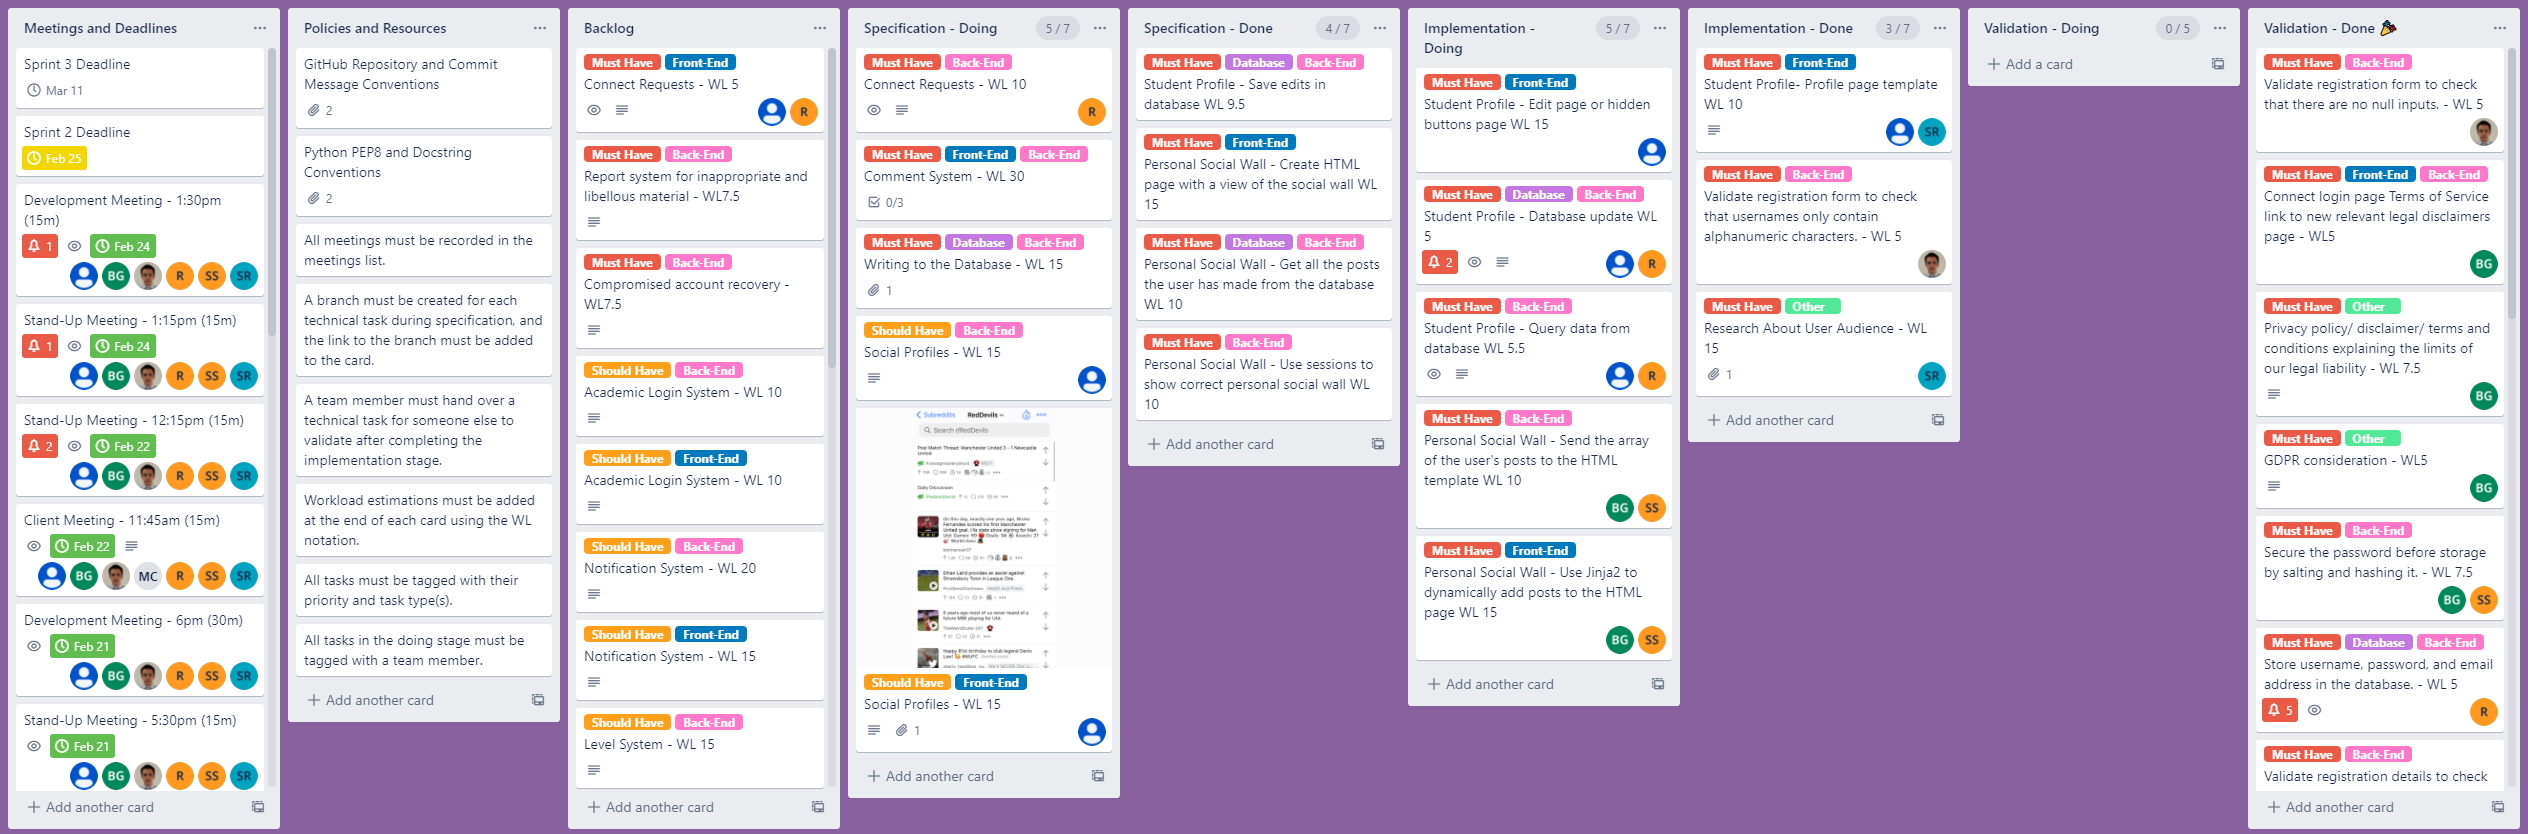 Meetings and Deadlines
Sprint 3 Deadline
Mar 11
Sprint 2 Deadline
Feb 25
Development Meeting - 1:30pm
(15m)
1 Feb 24
BG R SS SR
Stand-Up Meeting - 1:15pm (15m)
1 Feb 24
BG R SS SR
Stand-Up Meeting - 12:15pm (15m)
2 Feb 22
BG R SS SR
Client Meeting - 11:45am (15m)
Feb 22
BG MC R SS SR
Development Meeting - 6pm (30m)
Feb 21
BG R SS SR
Stand-Up Meeting - 5:30pm (15m)
Feb 21
BG R SS SR
+ Add another card
Policies and Resources
GitHub Repository and Commit
Message Conventions
2
Python PEP8 and Docstring
Conventions
2
All meetings must be recorded in the
meetings list.
A branch must be created for each
technical task during specification, and
the link to the branch must be added
to the card.
A team member must hand over a
technical task for someone else to
validate after completing the
implementation stage.
Workload estimations must be added
at the end of each card using the WL
notation.
All tasks must be tagged with their
priority and task type(s).
All tasks in the doing stage must be
tagged with a team member.
+ Add another card
Backlog
Must Have Front-End
Connect Requests - WL 5
R
Must Have Back-End
Report system for inappropriate and
libellous material - WL7.5
Must Have Back-End
Compromised account recovery -
WL7.5
Should Have Back-End
Academic Login System - WL 10
Should Have Front-End
Academic Login System - WL 10
Should Have Back-End
Notification System - WL 20
Should Have Front-End
Notification System - WL 15
Should Have Back-End
Level System - WL 15
+ Add another card
Specification - Doing 5 / 7
Must Have Back-End
Connect Requests - WL 10
R
Must Have Front-End Back-End
Comment System - WL 30
0/3
Must Have Database Back-End
Writing to the Database - WL 15
1
Should Have Back-End
Social Profiles - WL 15
Subreddits RedDevils
Search r/RedDevils
Post Match Thread: Manchester United 3 - 1 Newcastle
United
Daily Discussion
Should Have Front-End
Social Profiles - WL 15
1
+ Add another card
Specification - Done 4 / 7
Must Have Database Back-End
Student Profile - Save edits in
database WL 9.5
Must Have Front-End
Personal Social Wall - Create HTML
page with a view of the social wall WL
15
Must Have Database Back-End
Personal Social Wall - Get all the posts
the user has made from the database
WL 10
Must Have Back-End
Personal Social Wall - Use sessions to
show correct personal social wall WL
10
+ Add another card
Implementation -
Doing 5 / 7
Must Have Front-End
Student Profile - Edit page or hidden
buttons page WL 15
Must Have Database Back-End
Student Profile - Database update WL
5
2 R
Must Have Back-End
Student Profile - Query data from
database WL 5.5
R
Must Have Back-End
Personal Social Wall - Send the array
of the user's posts to the HTML
template WL 10
BG SS
Must Have Front-End
Personal Social Wall - Use Jinja2 to
dynamically add posts to the HTML
page WL 15
BG SS
+ Add another card
Implementation - Done 3 / 7
Must Have Front-End
Student Profile- Profile page template
WL 10
SR
Must Have Back-End
Validate registration form to check
that usernames only contain
alphanumeric characters. - WL 5
Must Have Other
Research About User Audience - WL
15
1 SR
+ Add another card
Validation - Doing 0 / 5
+ Add a card
Validation - Done
Must Have Back-End
Validate registration form to check
that there are no null inputs. - WL 5
Must Have Front-End Back-End
Connect login page Terms of Service
link to new relevant legal disclaimers
page - WL5
BG
Must Have Other
Privacy policy/ disclaimer/ terms and
conditions explaining the limits of
our legal liability - WL 7.5
BG
Must Have Other
GDPR consideration - WL5
BG
Must Have Back-End
Secure the password before storage
by salting and hashing it. - WL 7.5
BG SS
Must Have Database Back-End
Store username, password, and email
address in the database. - WL 5
5 R
Must Have Back-End
Validate registration details to check
+ Add another card